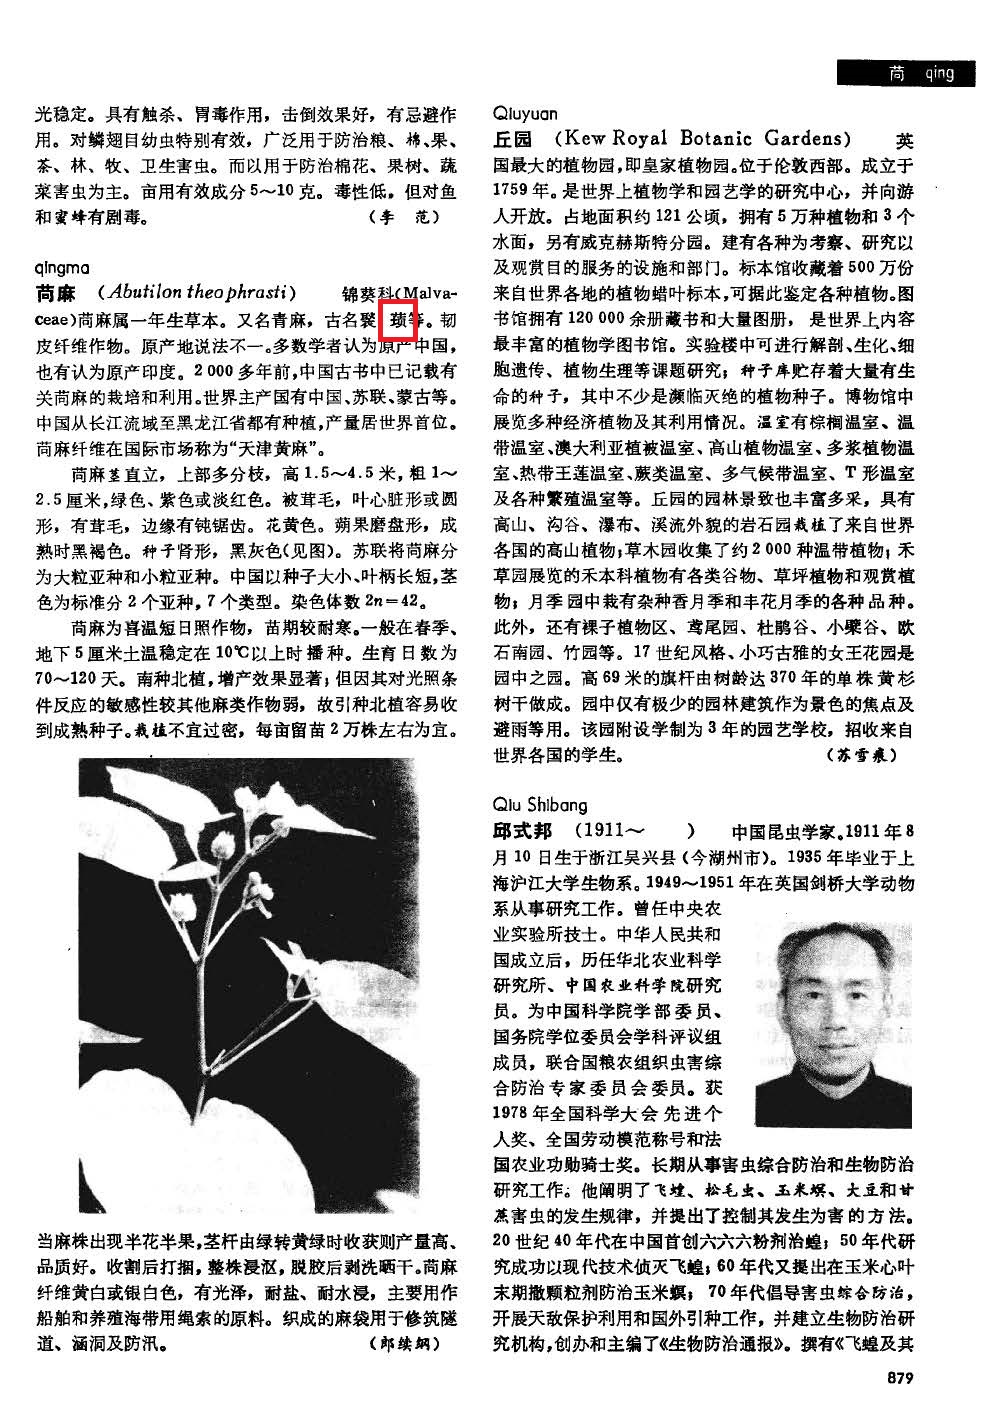 苘 qing
光稳定。具有触杀、胃毒作用，击倒效果好，有忌避作
用。对鳞翅目幼虫特别有效，广泛用于防治粮、棉、果、
茶、林、牧、卫生害虫。而以用于防治棉花、果树、蔬
菜害虫为主。亩用有效成分5～10克。毒性低，但对鱼
和蜜蜂有剧毒。 （李 范）
qingma
苘麻 （Abutilon theophrasti） 锦葵科(Malva-
ceae)苘麻属一年生草本。又名青麻，古名檾、䔛等。韧
皮纤维作物。原产地说法不一。多数学者认为原产中国，
也有认为原产印度。2 000多年前,中国古书中已记载有
关苘麻的栽培和利用。世界主产国有中国、苏联、蒙古等。
中国从长江流域至黑龙江省都有种植,产量居世界首位。
苘麻纤维在国际市场称为“天津黄麻”。
苘麻茎直立，上部多分枝，高1.5～4.5米，粗1～
2.5厘米,绿色、紫色或淡红色。被茸毛，叶心脏形或圆
形，有茸毛，边缘有钝锯齿。花黄色。蒴果磨盘形，成
熟时黑褐色。种子肾形，黑灰色(见图)。苏联将苘麻分
为大粒亚种和小粒亚种。中国以种子大小、叶柄长短,茎
色为标准分2个亚种，7个类型。染色体数2n＝42。
苘麻为喜温短日照作物，苗期较耐寒。一般在春季、
地下5厘米土温稳定在10℃以上时播种。生育日数为
70～120天。南种北植,增产效果显著；但因其对光照条
件反应的敏感性较其他麻类作物弱，故引种北植容易收
到成熟种子。栽植不宜过密，每亩留苗2万株左右为宜。
当麻株出现半花半果,茎杆由绿转黄绿时收获则产量高、
品质好。收割后打捆，整株浸沤，脱胶后剥洗晒干。苘麻
纤维黄白或银白色，有光泽，耐盐、耐水浸，主要用作
船舶和养殖海带用绳索的原料。织成的麻袋用于修筑隧
道、涵洞及防汛。 （郎续纲）
Qiuyuan
丘园 （Kew Royal Botanic Gardens） 英
国最大的植物园,即皇家植物园。位于伦敦西部。成立于
1759年。是世界上植物学和园艺学的研究中心，并向游
人开放。占地面积约121公顷，拥有5万种植物和3个
水面，另有威克赫斯特分园。建有各种为考察、研究以
及观赏目的服务的设施和部门。标本馆收藏着500万份
来自世界各地的植物蜡叶标本,可据此鉴定各种植物。图
书馆拥有120 000余册藏书和大量图册， 是世界上内容
最丰富的植物学图书馆。实验楼中可进行解剖、生化、细
胞遗传、植物生理等课题研究；种子库贮存着大量有生
命的种子，其中不少是濒临灭绝的植物种子。博物馆中
展览多种经济植物及其利用情况。温室有棕榈温室、温
带温室、澳大利亚植被温室、高山植物温室、多浆植物温
室、热带王莲温室、蕨类温室、多气候带温室、T形温室
及各种繁殖温室等。丘园的园林景致也丰富多采，具有
高山、沟谷、瀑布、溪流外貌的岩石园栽植了来自世界
各国的高山植物；草木园收集了约2 000种温带植物；禾
草园展览的禾本科植物有各类谷物、草坪植物和观赏植
物；月季园中栽有杂种香月季和丰花月季的各种品种。
此外，还有裸子植物区、鸢尾园、杜鹃谷、小檗谷、欧
石南园、竹园等。17世纪风格、小巧古雅的女王花园是
园中之园。高69米的旗杆由树龄达370年的单株黄杉
树干做成。园中仅有极少的园林建筑作为景色的焦点及
避雨等用。该园附设学制为3年的园艺学校，招收来自
世界各国的学生。 （苏雪痕）
Qiu Shibang
邱式邦 （1911～ ） 中国昆虫学家。1911年8
月10日生于浙江吴兴县（今湖州市）。1935年毕业于上
海沪江大学生物系。1949～1951年在英国剑桥大学动物
系从事研究工作。曾任中央农
业实验所技士。中华人民共和
国成立后，历任华北农业科学
研究所、中国农业科学院研究
员。为中国科学院学部委员、
国务院学位委员会学科评议组
成员，联合国粮农组织虫害综
合防治专家委员会委员。获
1978年全国科学大会先进个
人奖、全国劳动模范称号和法
国农业功勋骑士奖。长期从事害虫综合防治和生物防治
研究工作。他阐明了飞蝗、松毛虫、玉米螟、大豆和甘
蔗害虫的发生规律，并提出了控制其发生为害的方法。
20世纪40年代在中国首创六六六粉剂治蝗；50年代研
究成功以现代技术侦灭飞蝗；60年代又提出在玉米心叶
末期撒颗粒剂防治玉米螟； 70年代倡导害虫综合防治，
开展天敌保护利用和国外引种工作，并建立生物防治研
究机构,创办和主编了《生物防治通报》。撰有《飞蝗及其
879